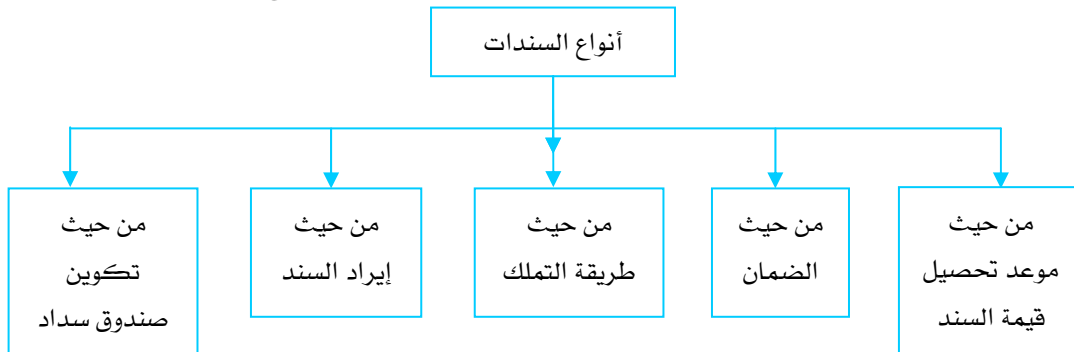 أنواع السندات
من حيث
موعد تحصيل
قيمة السند
من حيث
الضمان
من حيث
طريقة التملك
من حيث
إيراد السند
من حيث
تكوين
صندوق سداد